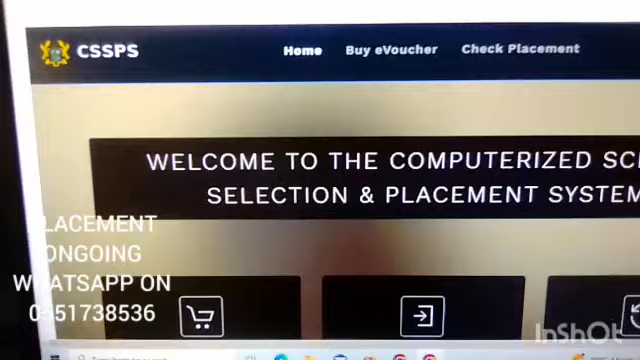 CSSPS
Home Buy eVoucher Check Placement
WELCOME TO THE COMPUTERIZED
SELECTION & PLACEMENT SYSTEM
LACEMENT
ONGOING
WHATSAPP ON
0551738536
InShOt